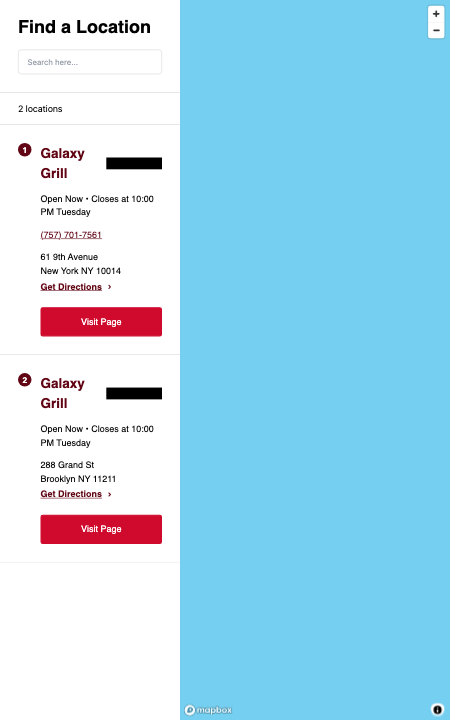 Find a Location
Search here...
2 locations
1
Galaxy
Grill
Open Now • Closes at 10:00
PM Tuesday
(757) 701-7561
61 9th Avenue
New York NY 10014
Get Directions ›
Visit Page
2
Galaxy
Grill
Open Now • Closes at 10:00
PM Tuesday
288 Grand St
Brooklyn NY 11211
Get Directions ›
Visit Page
mapbox